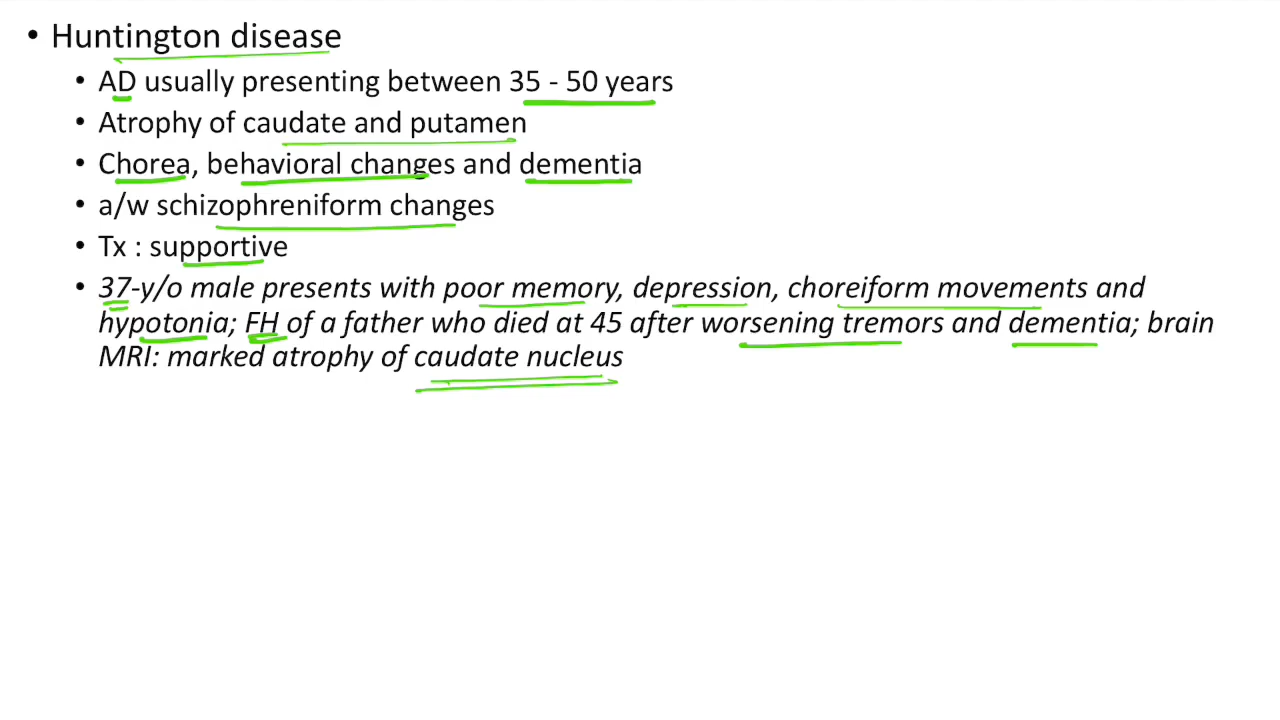 • Huntington disease
• AD usually presenting between 35 - 50 years
• Atrophy of caudate and putamen
• Chorea, behavioral changes and dementia
• a/w schizophreniform changes
• Tx : supportive
• 37-y/o male presents with poor memory, depression, choreiform movements and
hypotonia; FH of a father who died at 45 after worsening tremors and dementia; brain
MRI: marked atrophy of caudate nucleus